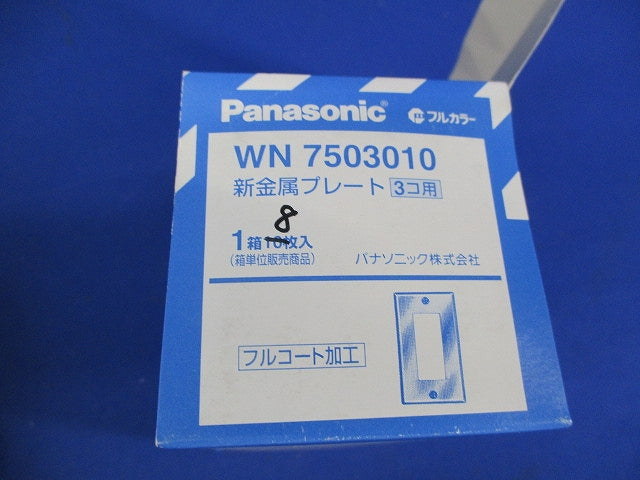 Panasonic® フルカラー
WN 7503010
新金属プレート 3コ用
8
1箱10枚入
(箱単位販売商品) パナソニック株式会社
フルコート加工